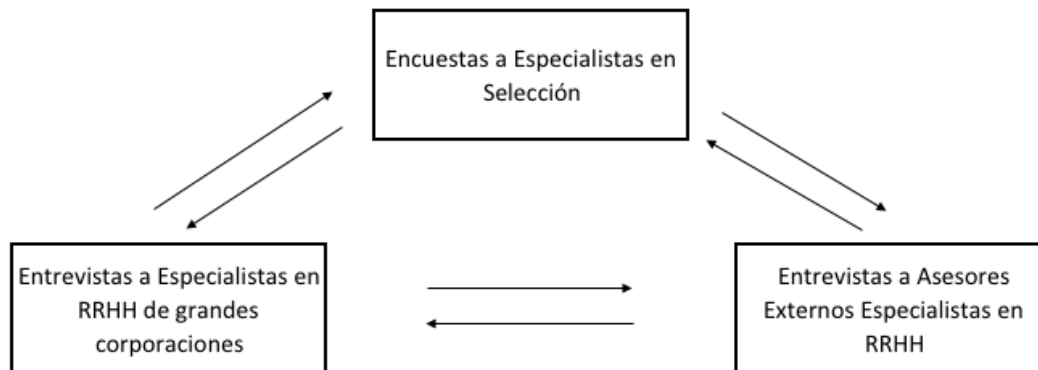 Encuestas a Especialistas en
Selección
Entrevistas a Especialistas en
RRHH de grandes
corporaciones
Entrevistas a Asesores
Externos Especialistas en
RRHH